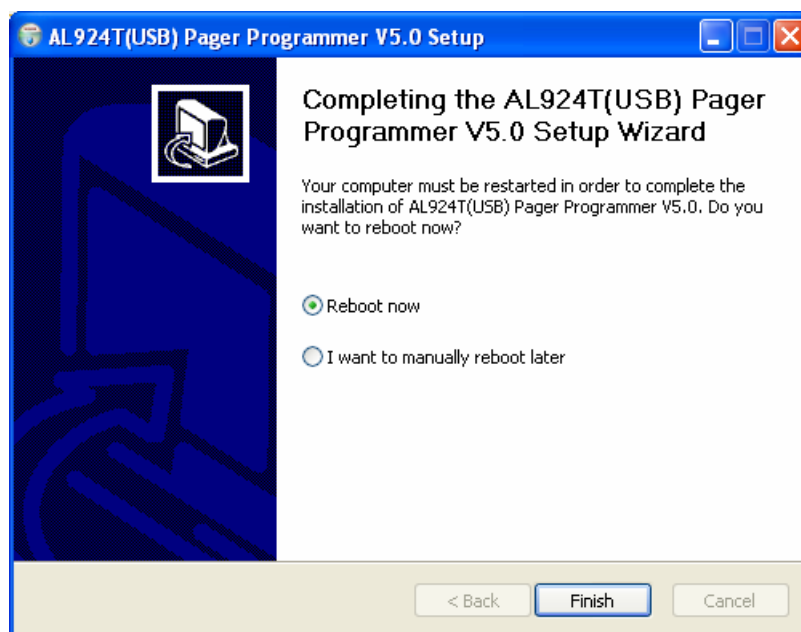 AL924T(USB) Pager Programmer V5.0 Setup
Completing the AL924T(USB) Pager
Programmer V5.0 Setup Wizard
Your computer must be restarted in order to complete the
installation of AL924T(USB) Pager Programmer V5.0. Do you
want to reboot now?
Reboot now
I want to manually reboot later
< Back
Finish
Cancel